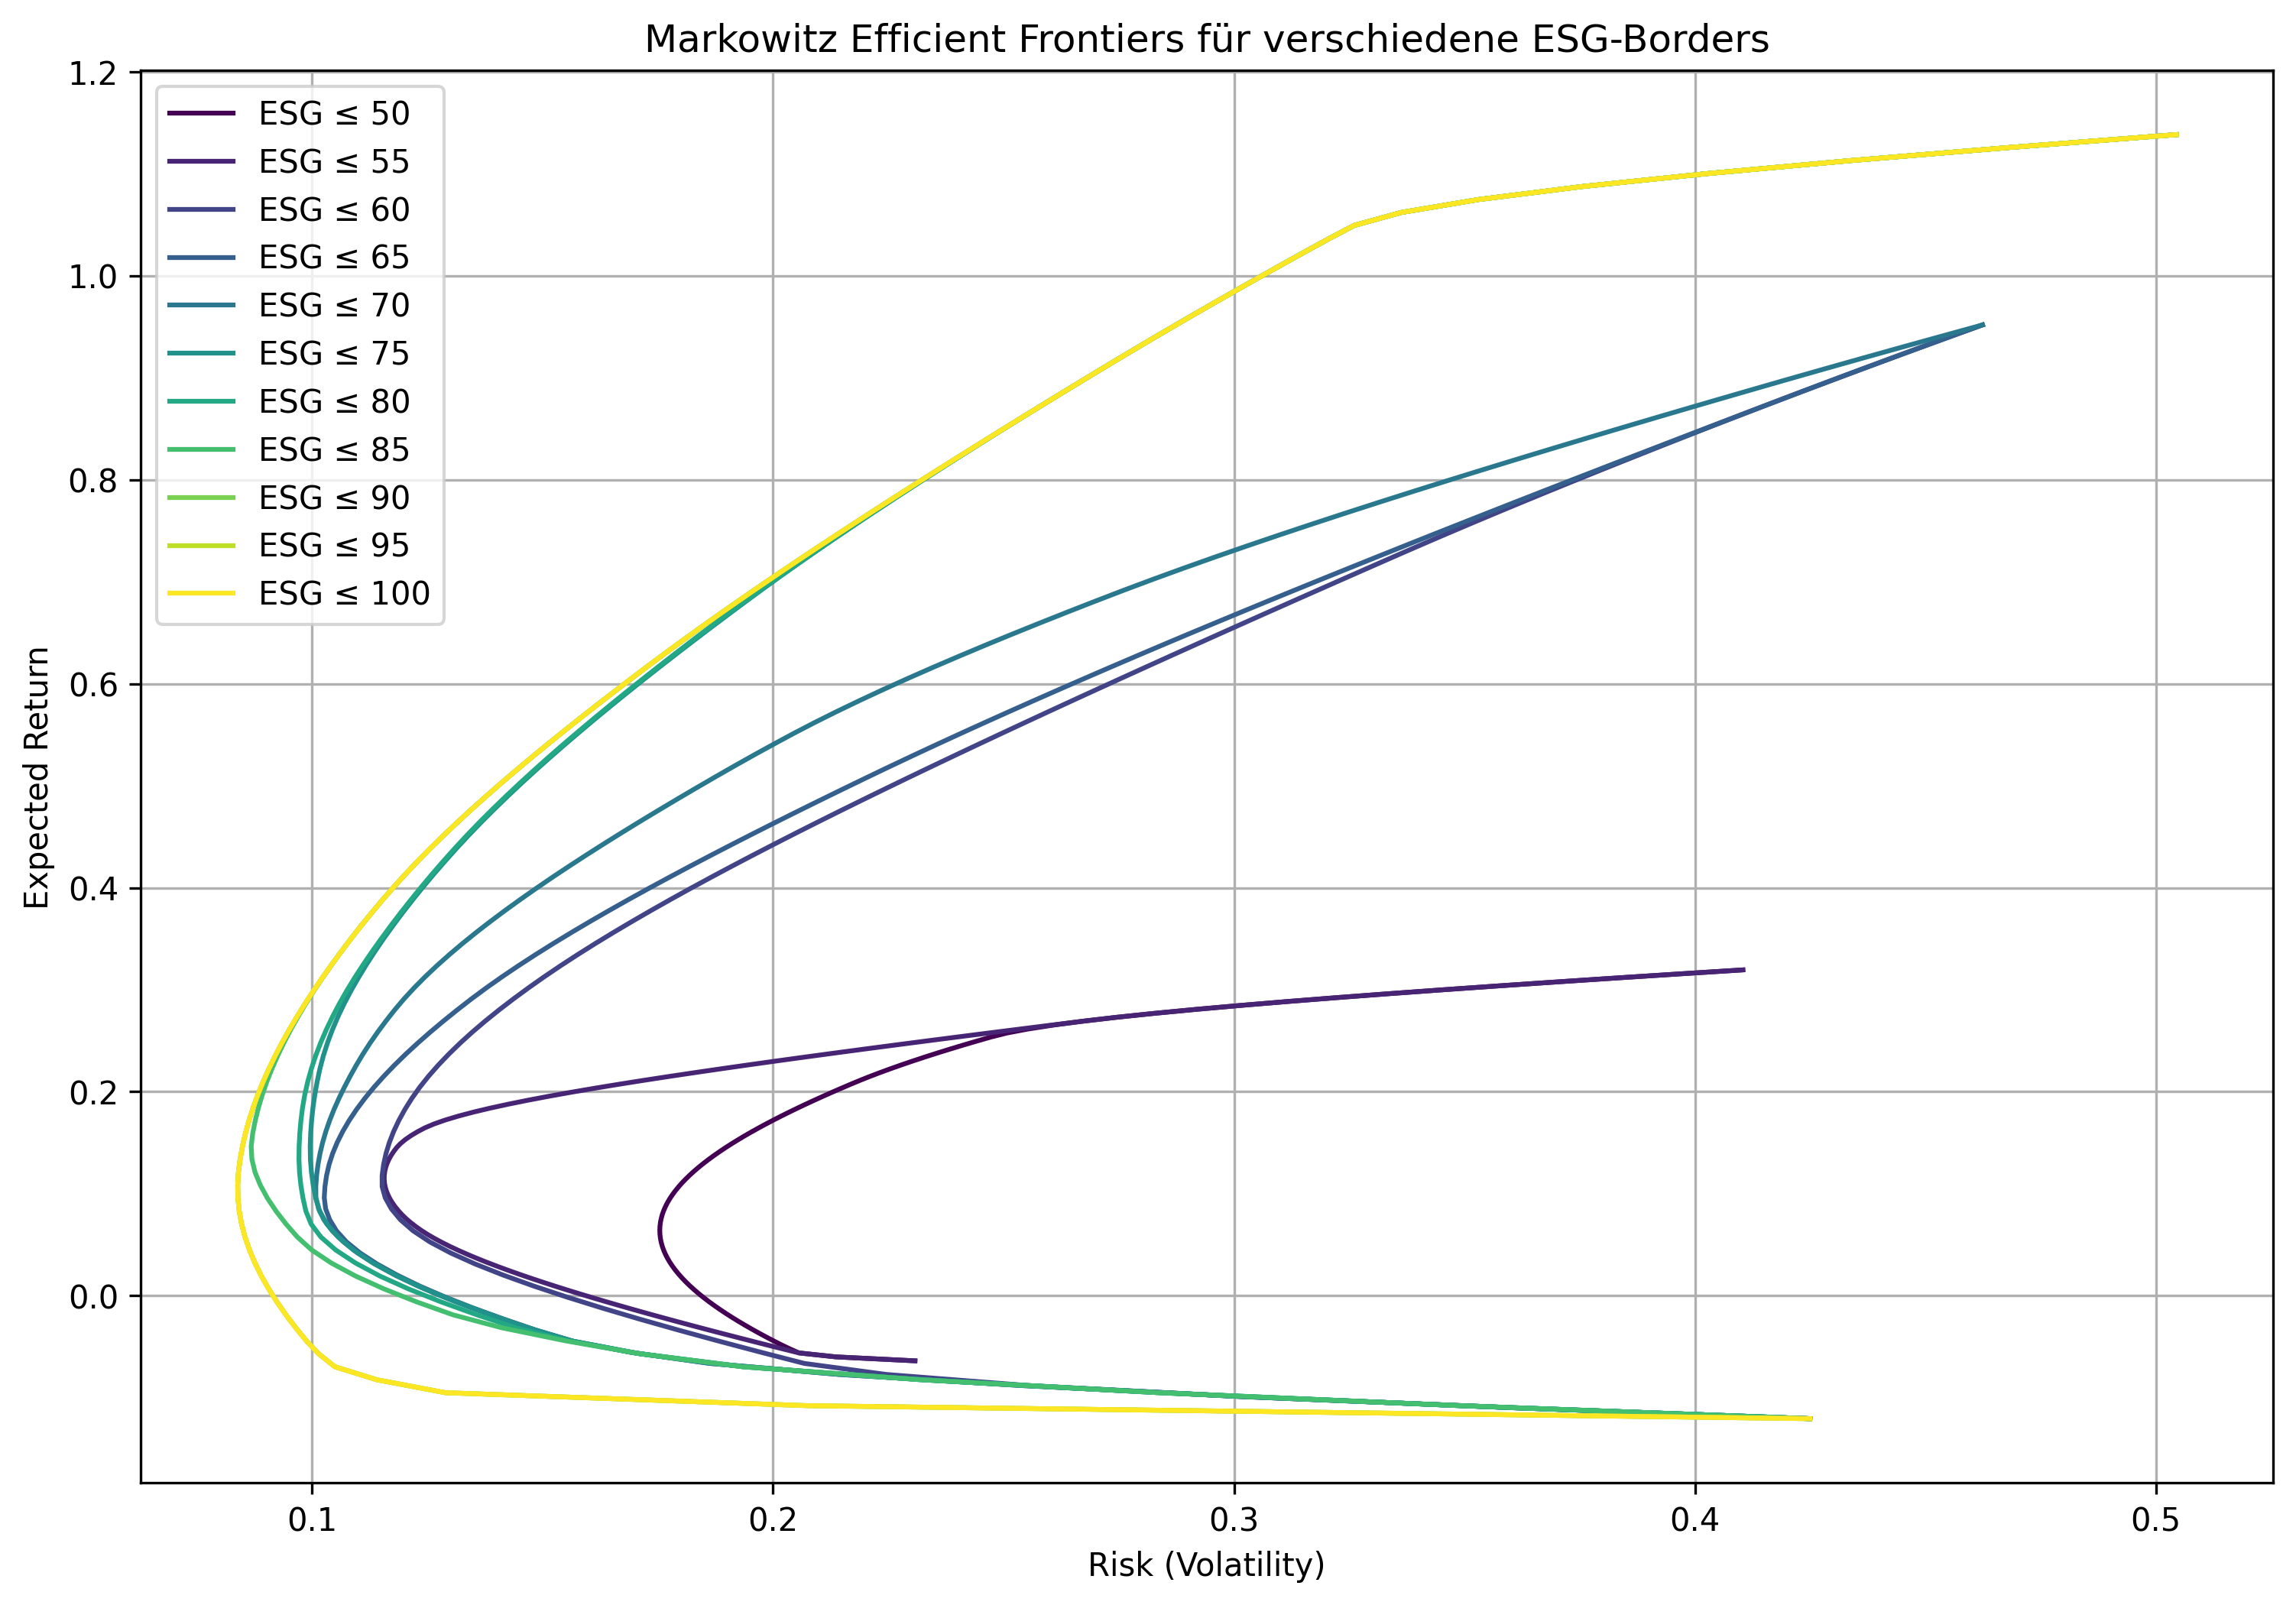 Markowitz Efficient Frontiers für verschiedene ESG-Borders
ESG ≤ 50
ESG ≤ 55
ESG ≤ 60
ESG ≤ 65
ESG ≤ 70
ESG ≤ 75
ESG ≤ 80
ESG ≤ 85
ESG ≤ 90
ESG ≤ 95
ESG ≤ 100
Expected Return
1.2
1.0
0.8
0.6
0.4
0.2
0.0
0.1
0.2
0.3
0.4
0.5
Risk (Volatility)